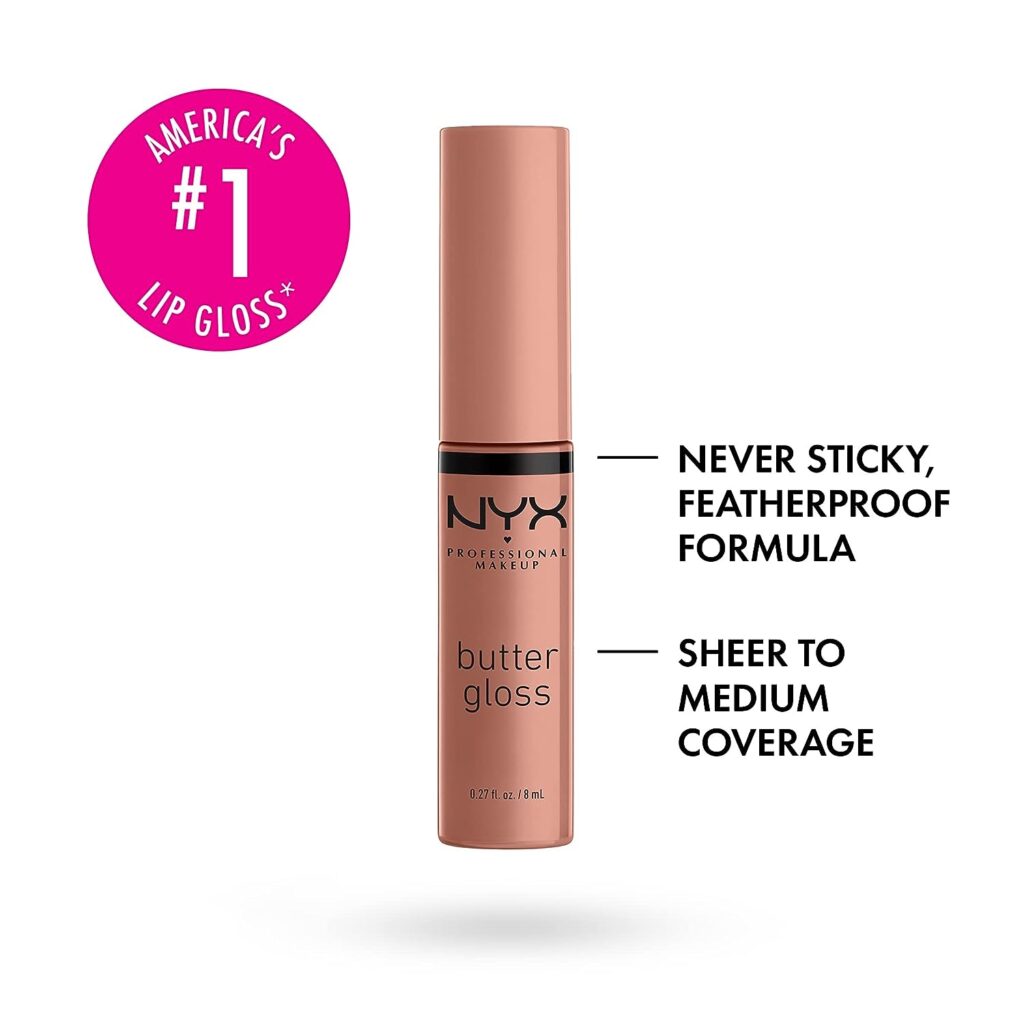 AMERICA'S
#1
LIP GLOSS*
NYX
PROFESSIONAL
MAKEUP
butter
gloss
0.27 fl. oz. / 8 mL
NEVER STICKY,
FEATHERPROOF
FORMULA
SHEER TO
MEDIUM
COVERAGE